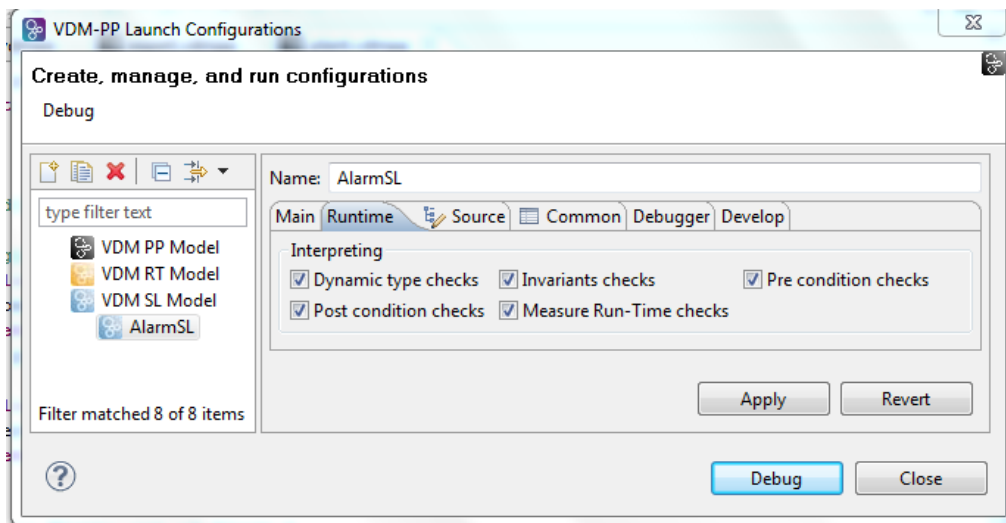 VDM-PP Launch Configurations
Create, manage, and run configurations
Debug
type filter text
VDM PP Model
VDM RT Model
VDM SL Model
AlarmSL
Filter matched 8 of 8 items
Name: AlarmSL
Main Runtime Source Common Debugger Develop
Interpreting
Dynamic type checks Invariants checks Pre condition checks
Post condition checks Measure Run-Time checks
Apply Revert
Debug Close